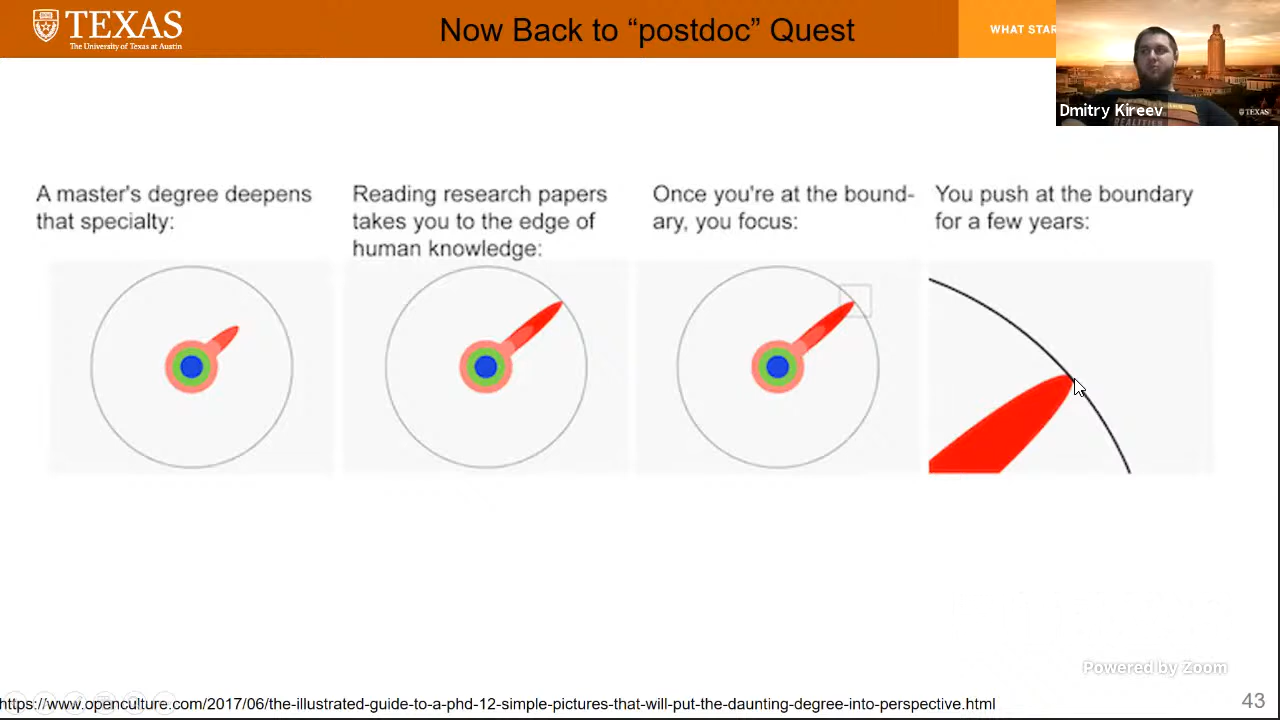 TEXAS
The University of Texas at Austin
Now Back to “postdoc” Quest
WHAT STAR
Dmitry Kireev
TEXAS
A master's degree deepens
that specialty:
Reading research papers
takes you to the edge of
human knowledge:
Once you're at the bound-
ary, you focus:
You push at the boundary
for a few years:
Powered by Zoom
https://www.openculture.com/2017/06/the-illustrated-guide-to-a-phd-12-simple-pictures-that-will-put-the-daunting-degree-into-perspective.html
43